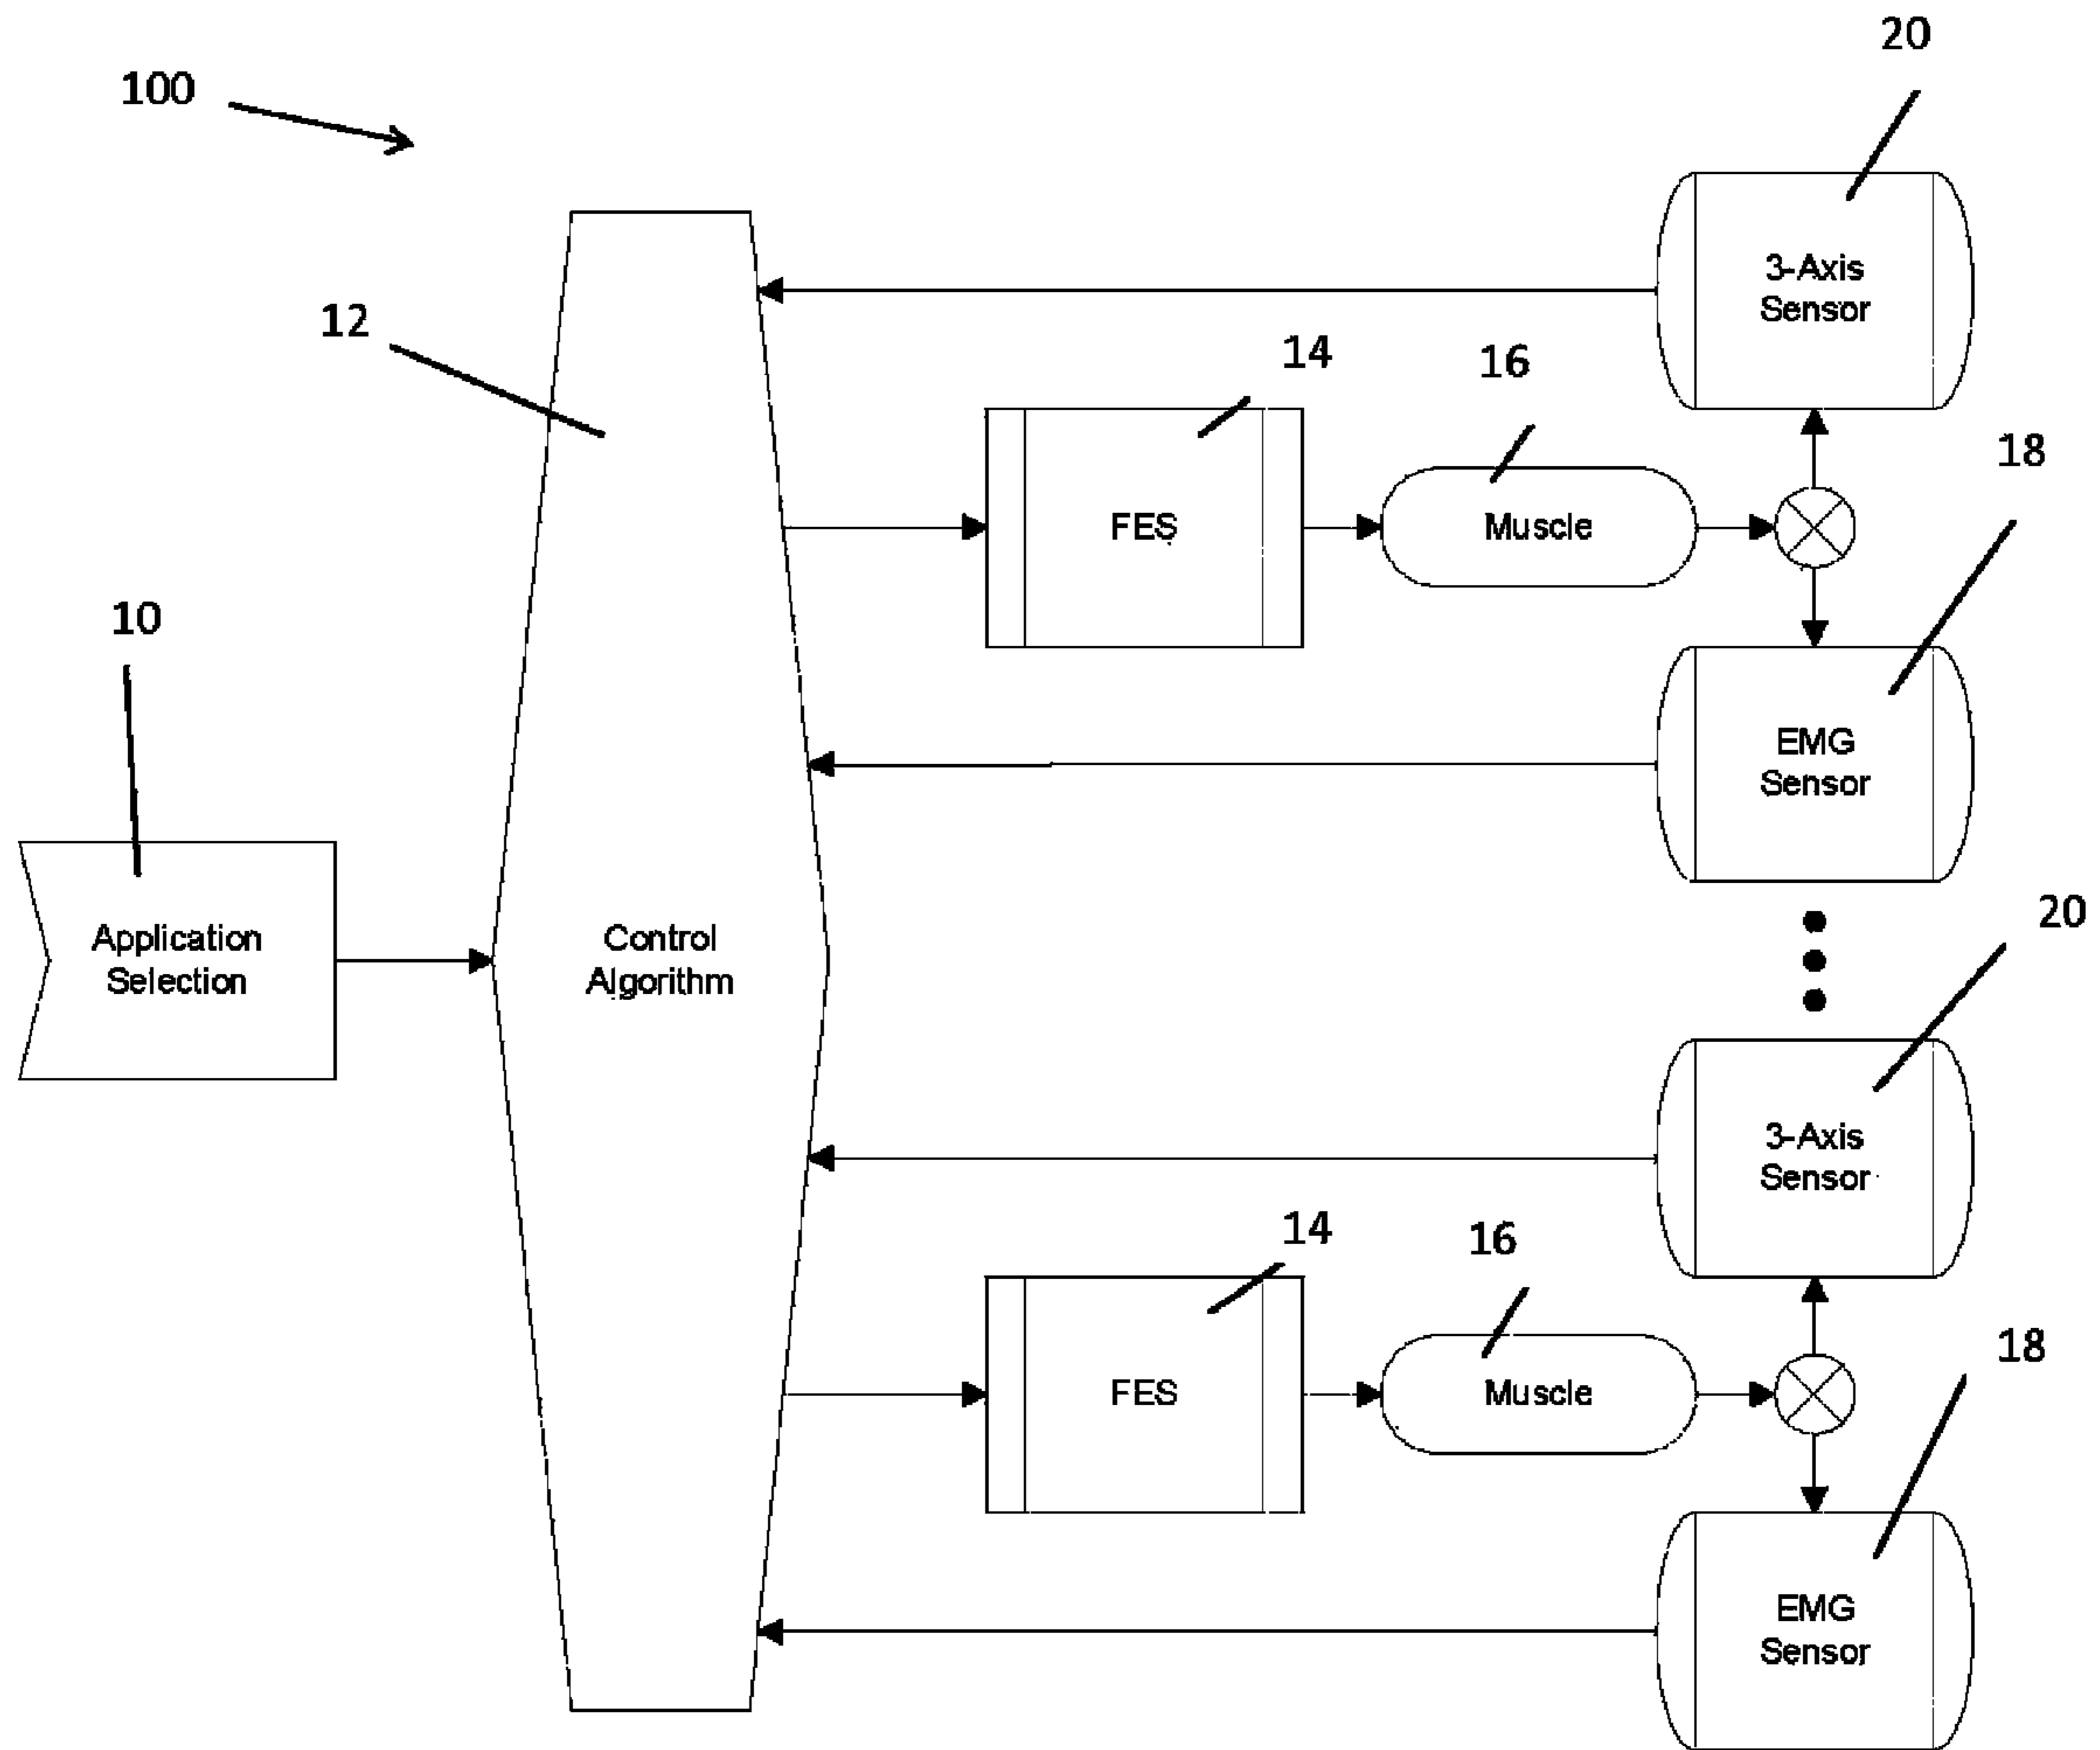 20
100
3-Axis
Sensor
12
14
16
18
FES
Muscle
10
EMG
Sensor
20
Application
Selection
Control
Algorithm
3-Axis
Sensor
14
16
18
FES
Muscle
EMG
Sensor